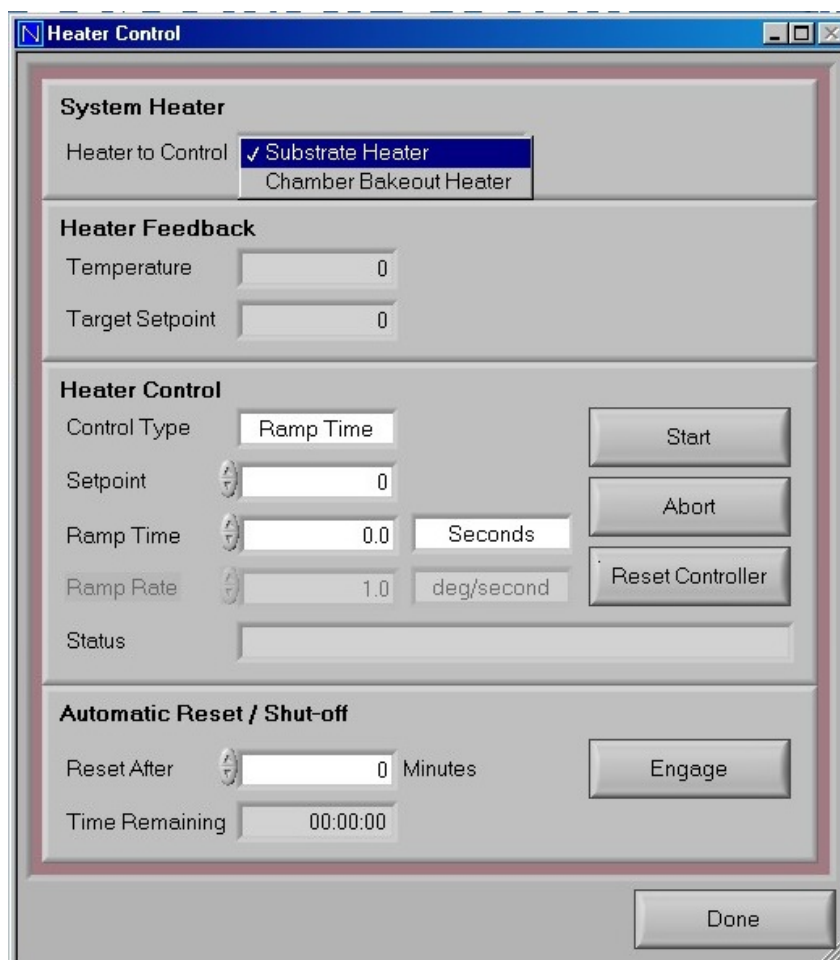 Heater Control
System Heater
Heater to Control ✓ Substrate Heater
Chamber Bakeout Heater
Heater Feedback
Temperature 0
Target Setpoint 0
Heater Control
Control Type Ramp Time Start
Setpoint 0
Abort
Ramp Time 0.0 Seconds
Ramp Rate 1.0 deg/second Reset Controller
Status
Automatic Reset / Shut-off
Reset After 0 Minutes Engage
Time Remaining 00:00:00
Done